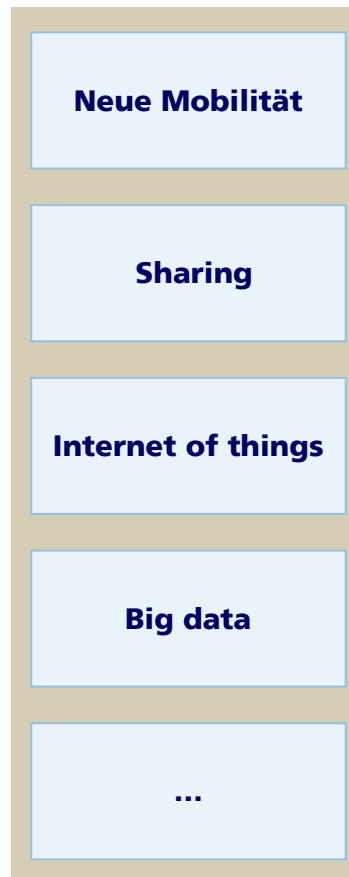 Neue Mobilität
Sharing
Internet of things
Big data
...